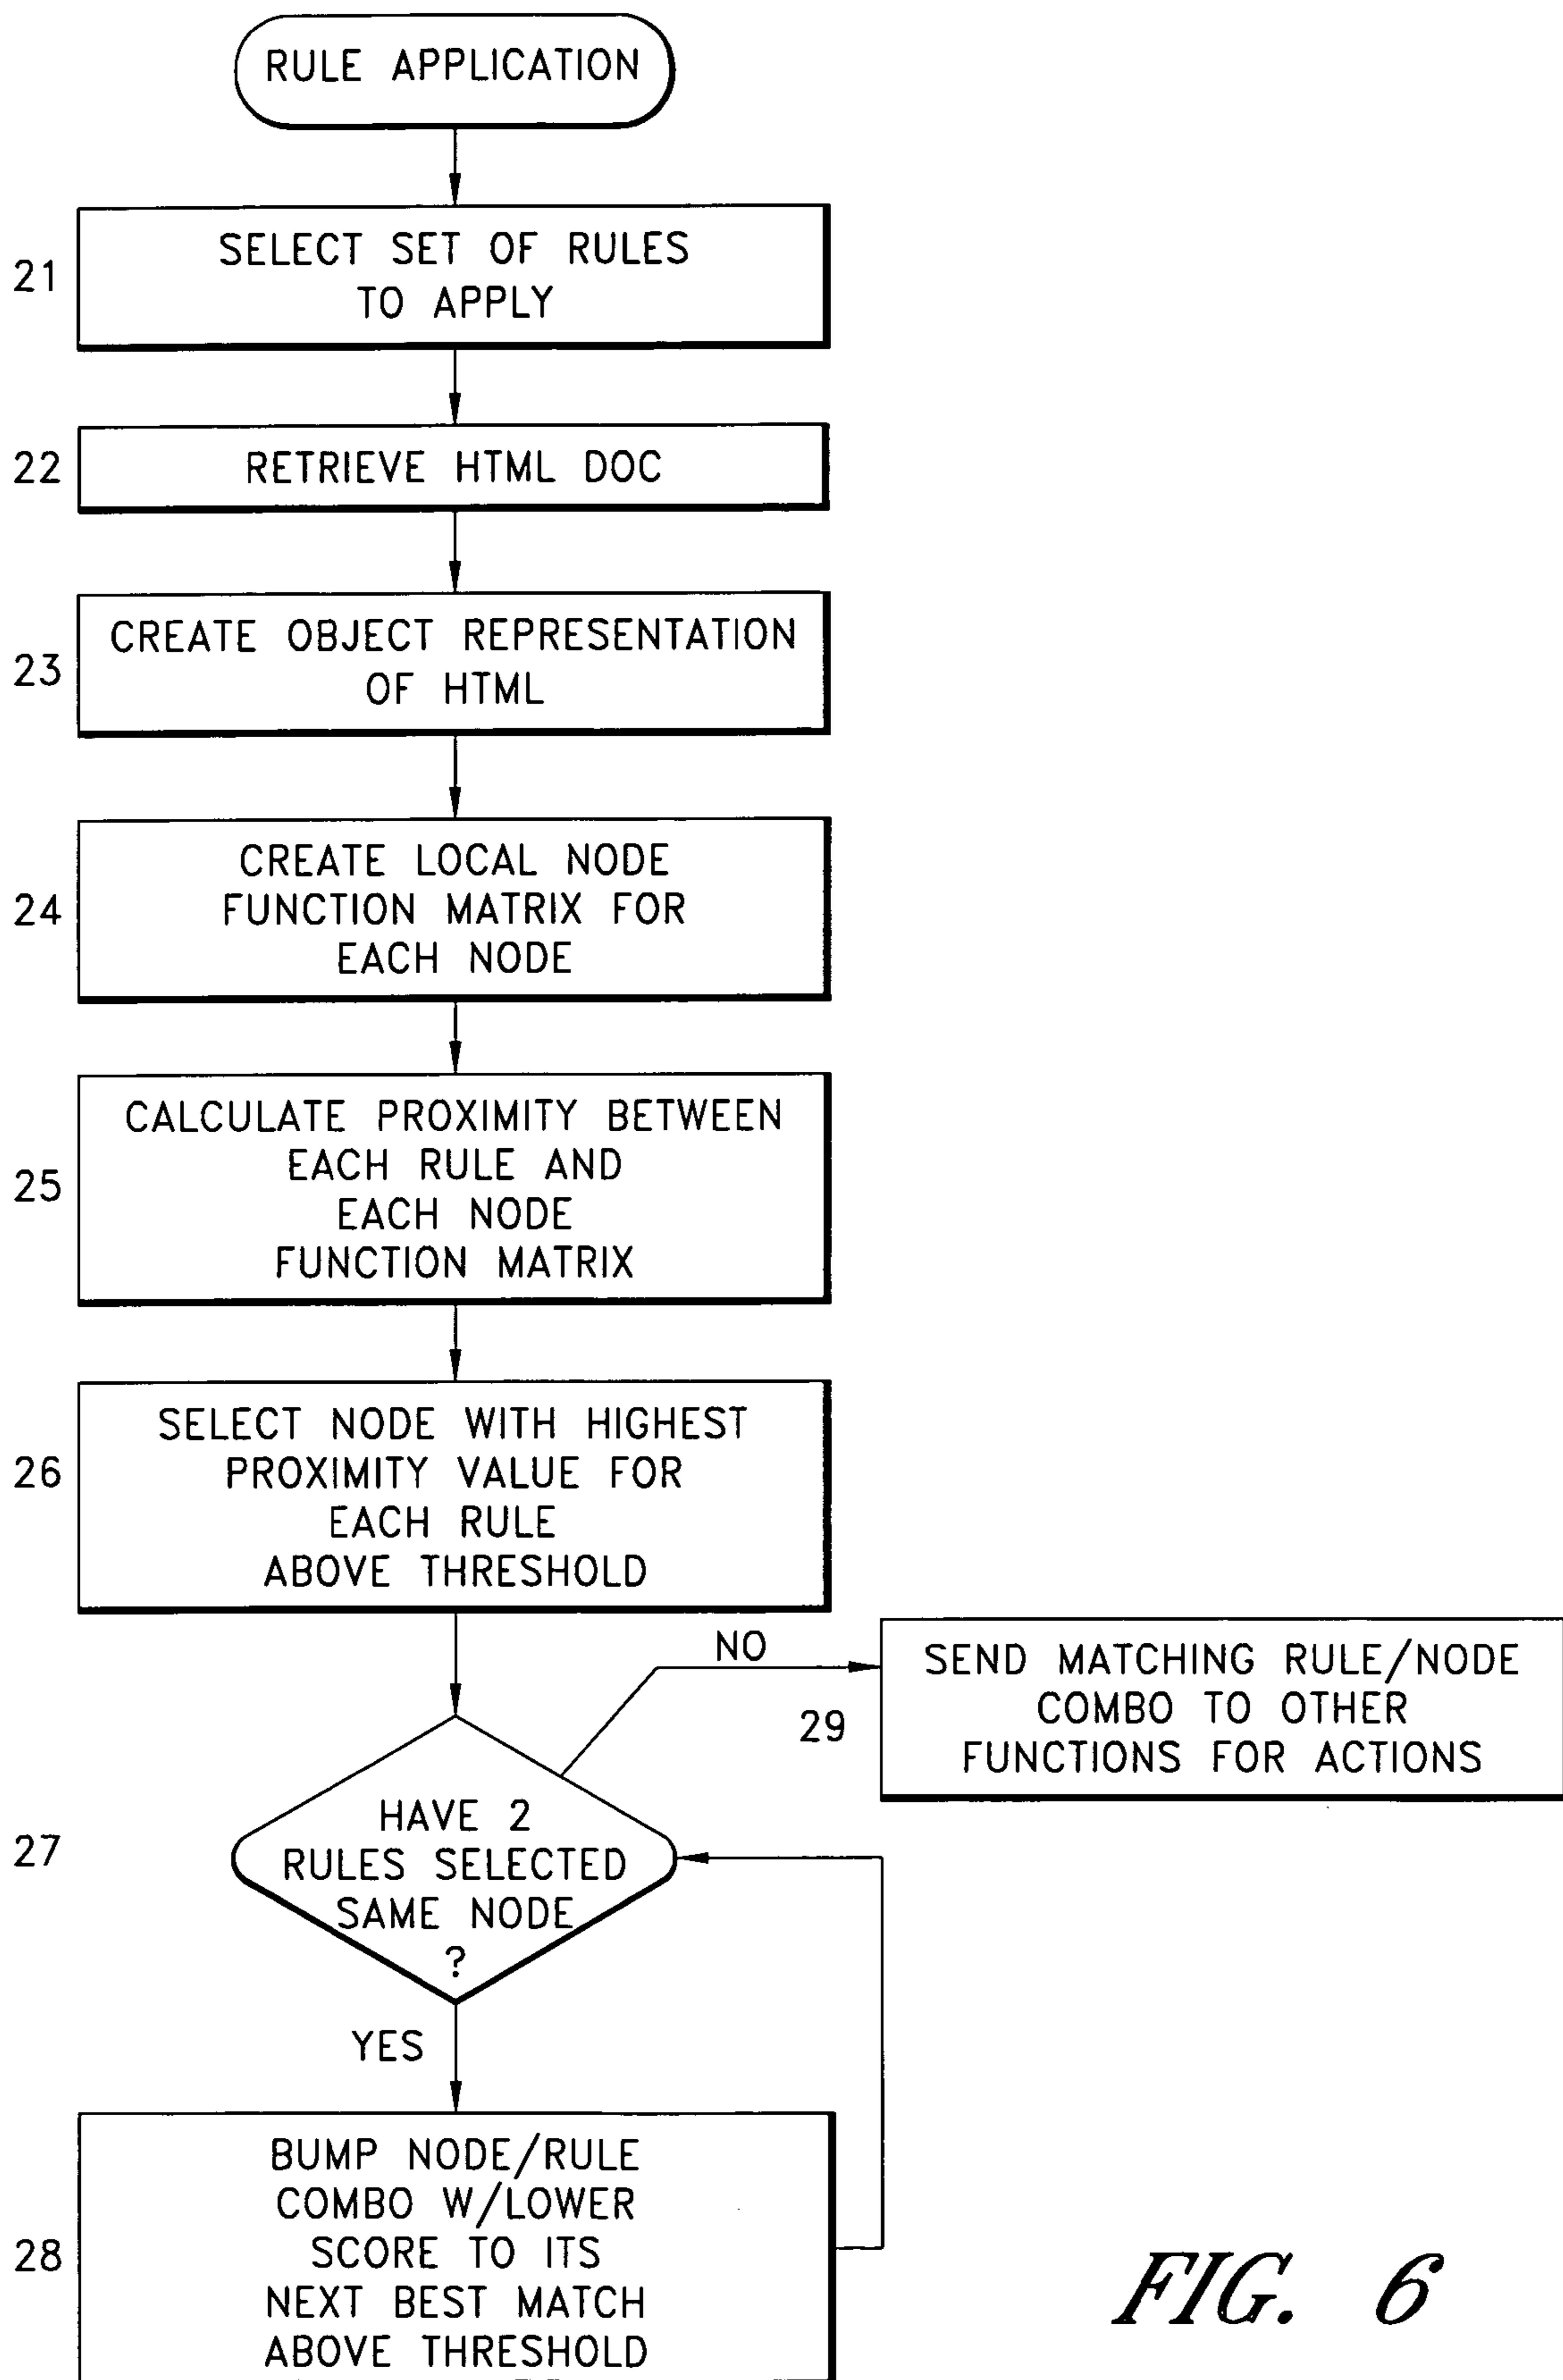 RULE APPLICATION
21
SELECT SET OF RULES
TO APPLY
22
RETRIEVE HTML DOC
23
CREATE OBJECT REPRESENTATION
OF HTML
24
CREATE LOCAL NODE
FUNCTION MATRIX FOR
EACH NODE
25
CALCULATE PROXIMITY BETWEEN
EACH RULE AND
EACH NODE
FUNCTION MATRIX
26
SELECT NODE WITH HIGHEST
PROXIMITY VALUE FOR
EACH RULE
ABOVE THRESHOLD
NO
29
SEND MATCHING RULE/NODE
COMBO TO OTHER
FUNCTIONS FOR ACTIONS
27
HAVE 2
RULES SELECTED
SAME NODE
?
YES
28
BUMP NODE/RULE
COMBO W/LOWER
SCORE TO ITS
NEXT BEST MATCH
ABOVE THRESHOLD
FIG. 6